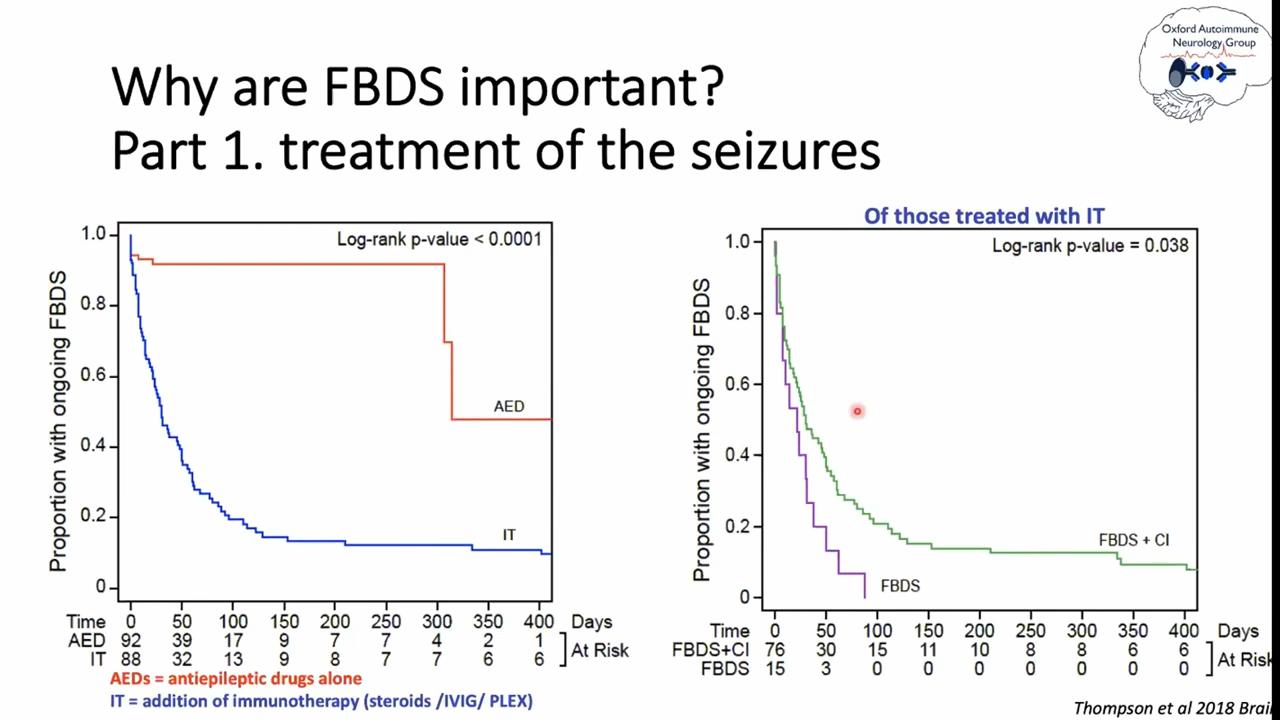 Oxford Autoimmune
Neurology Group
Why are FBDS important?
Part 1. treatment of the seizures
Proportion with ongoing FBDS
1.0
0.8
0.6
0.4
0.2
0
Log-rank p-value < 0.0001
AED
IT
Time 0 50 100 150 200 250 300 350 400 Days
AED 92 39 17 9 7 7 4 2 1
IT 88 32 13 9 8 7 7 6 6
At Risk
AEDs = antiepileptic drugs alone
IT = addition of immunotherapy (steroids /IVIG/ PLEX)
Of those treated with IT
Proportion with ongoing FBDS
1.0
0.8
0.6
0.4
0.2
0
Log-rank p-value = 0.038
FBDS + CI
FBDS
Time 0 50 100 150 200 250 300 350 400 Days
FBDS+CI 76 30 15 11 10 8 8 6 6
FBDS 15 3 0 0 0 0 0 0 0
At Risk
Thompson et al 2018 Brain